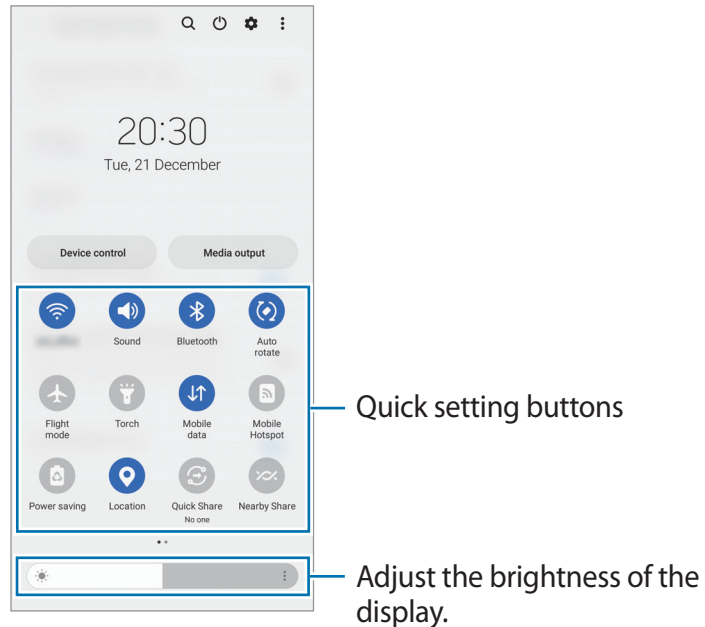 20:30
Tue, 21 December
Device control
Media output
Sound
Bluetooth
Auto
rotate
Flight
mode
Torch
Mobile
data
Mobile
Hotspot
Quick setting buttons
Power saving
Location
Quick Share
No one
Nearby Share
Adjust the brightness of the
display.